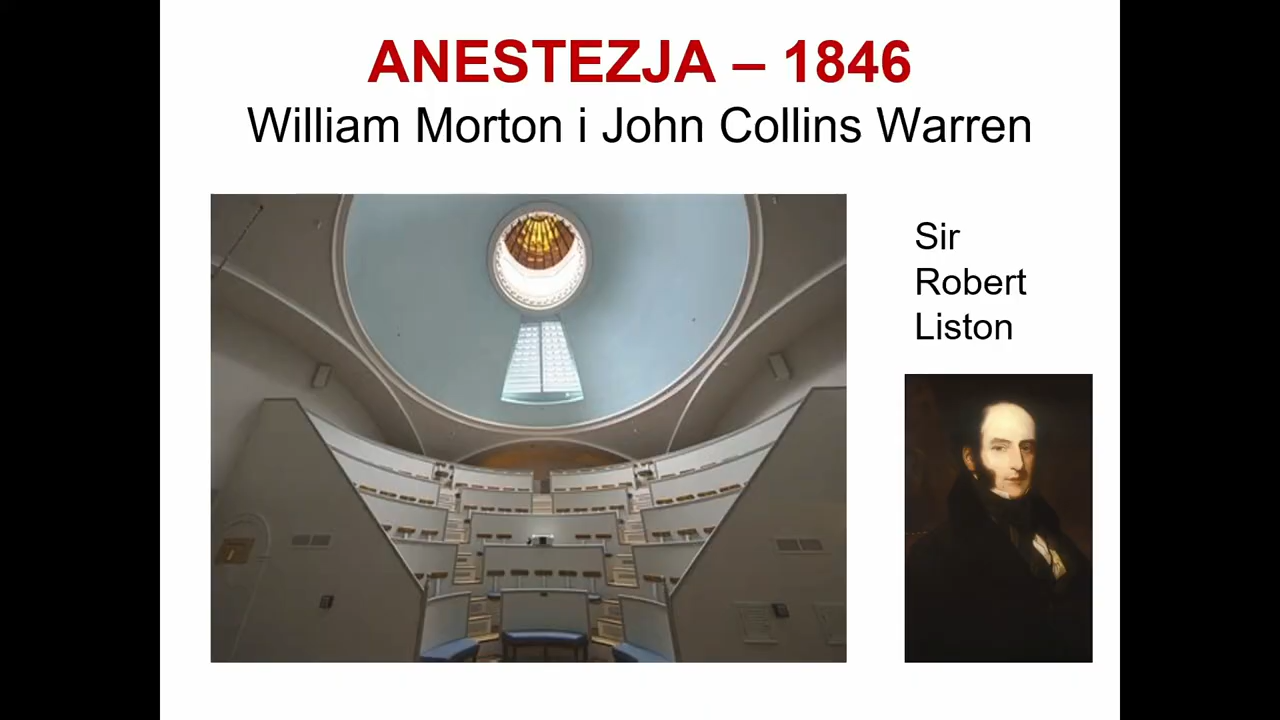 ANESTEZJA – 1846
William Morton i John Collins Warren
Sir
Robert
Liston